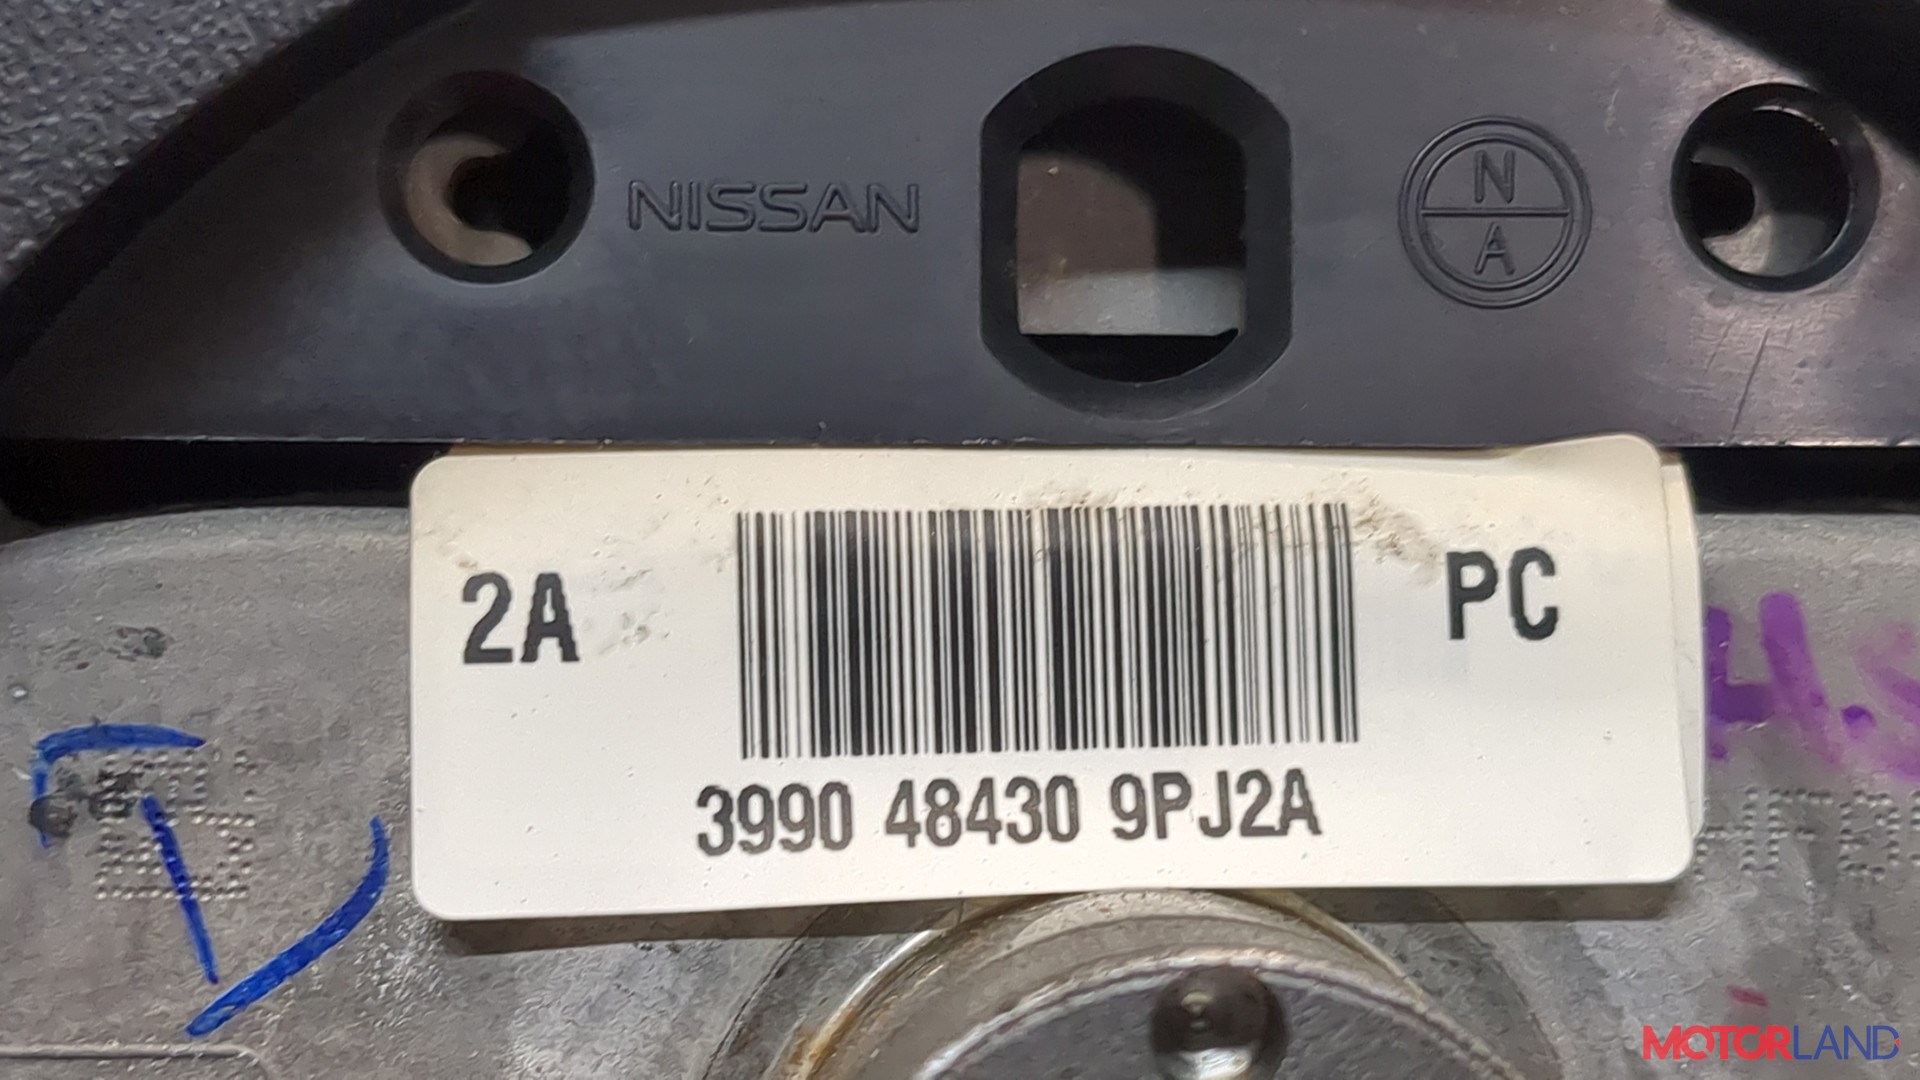 NISSAN
N
A
2A
PC
3990 48430 9PJ2A
MOTORLAND